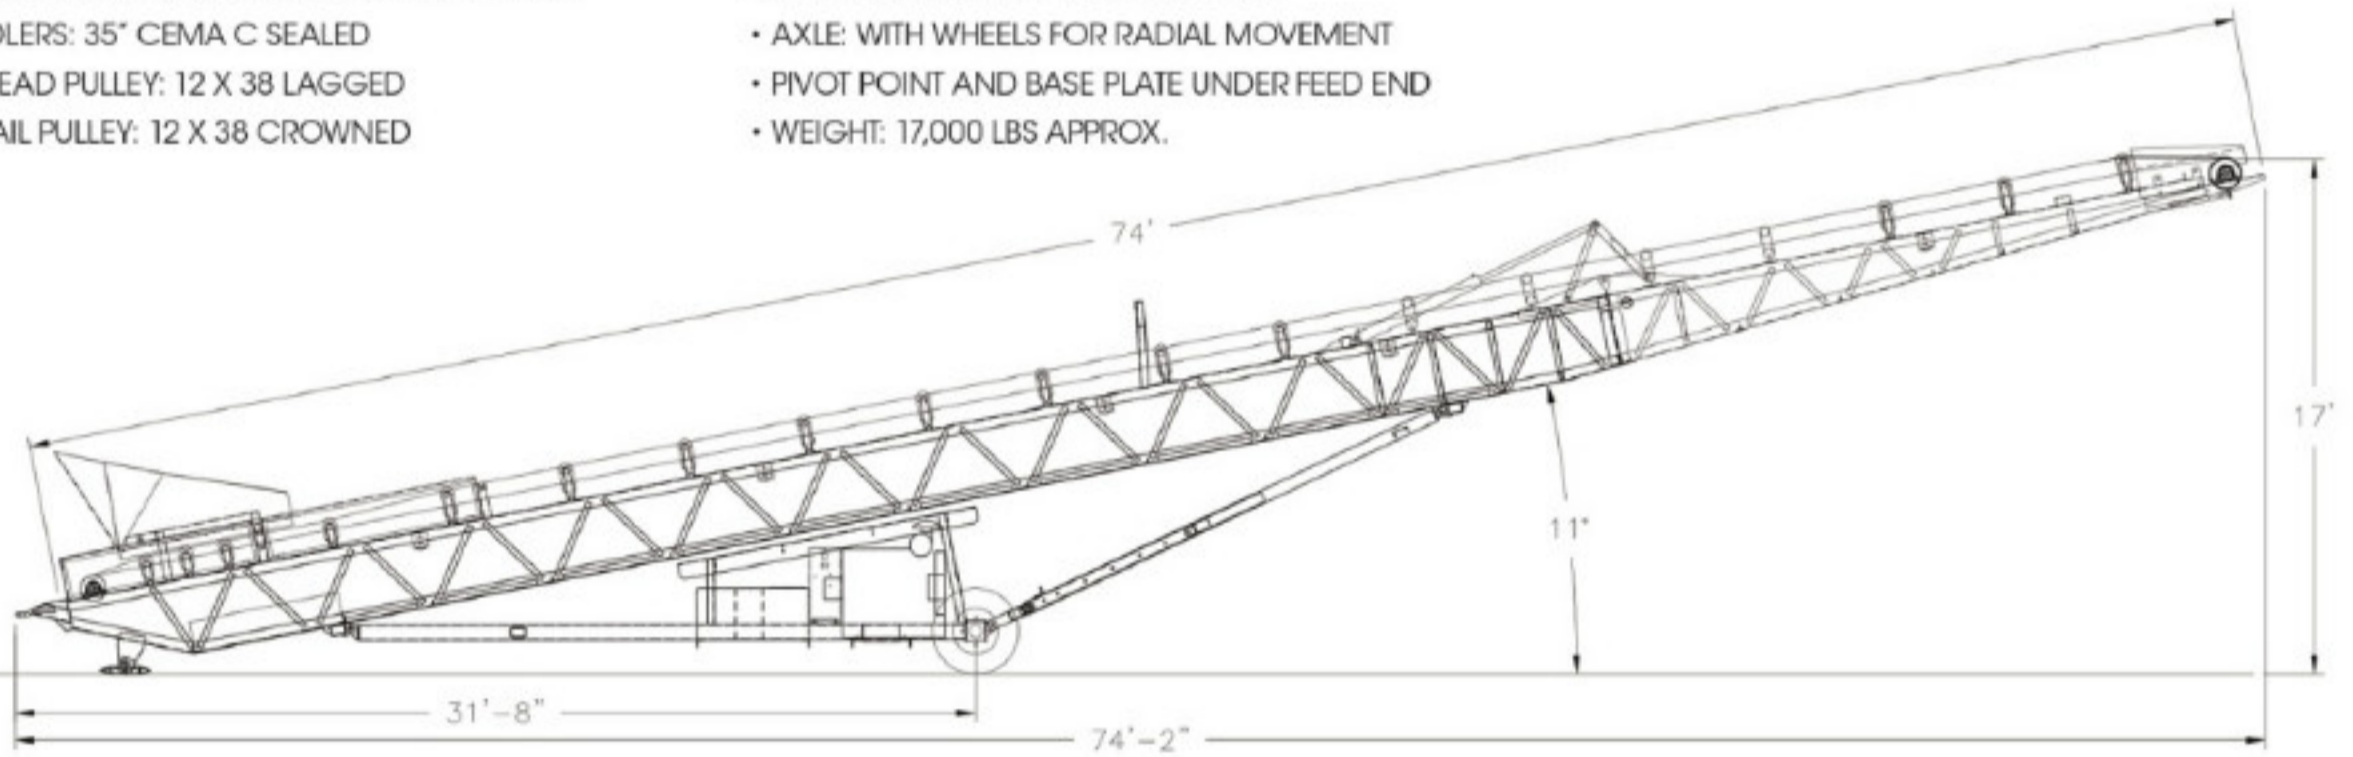 OLERS: 35" CEMA C SEALED
EAD PULLEY: 12 X 38 LAGGED
AIL PULLEY: 12 X 38 CROWNED
• AXLE: WITH WHEELS FOR RADIAL MOVEMENT
• PIVOT POINT AND BASE PLATE UNDER FEED END
• WEIGHT: 17,000 LBS APPROX.
74'
17'
11°
31'-8"
74'-2"